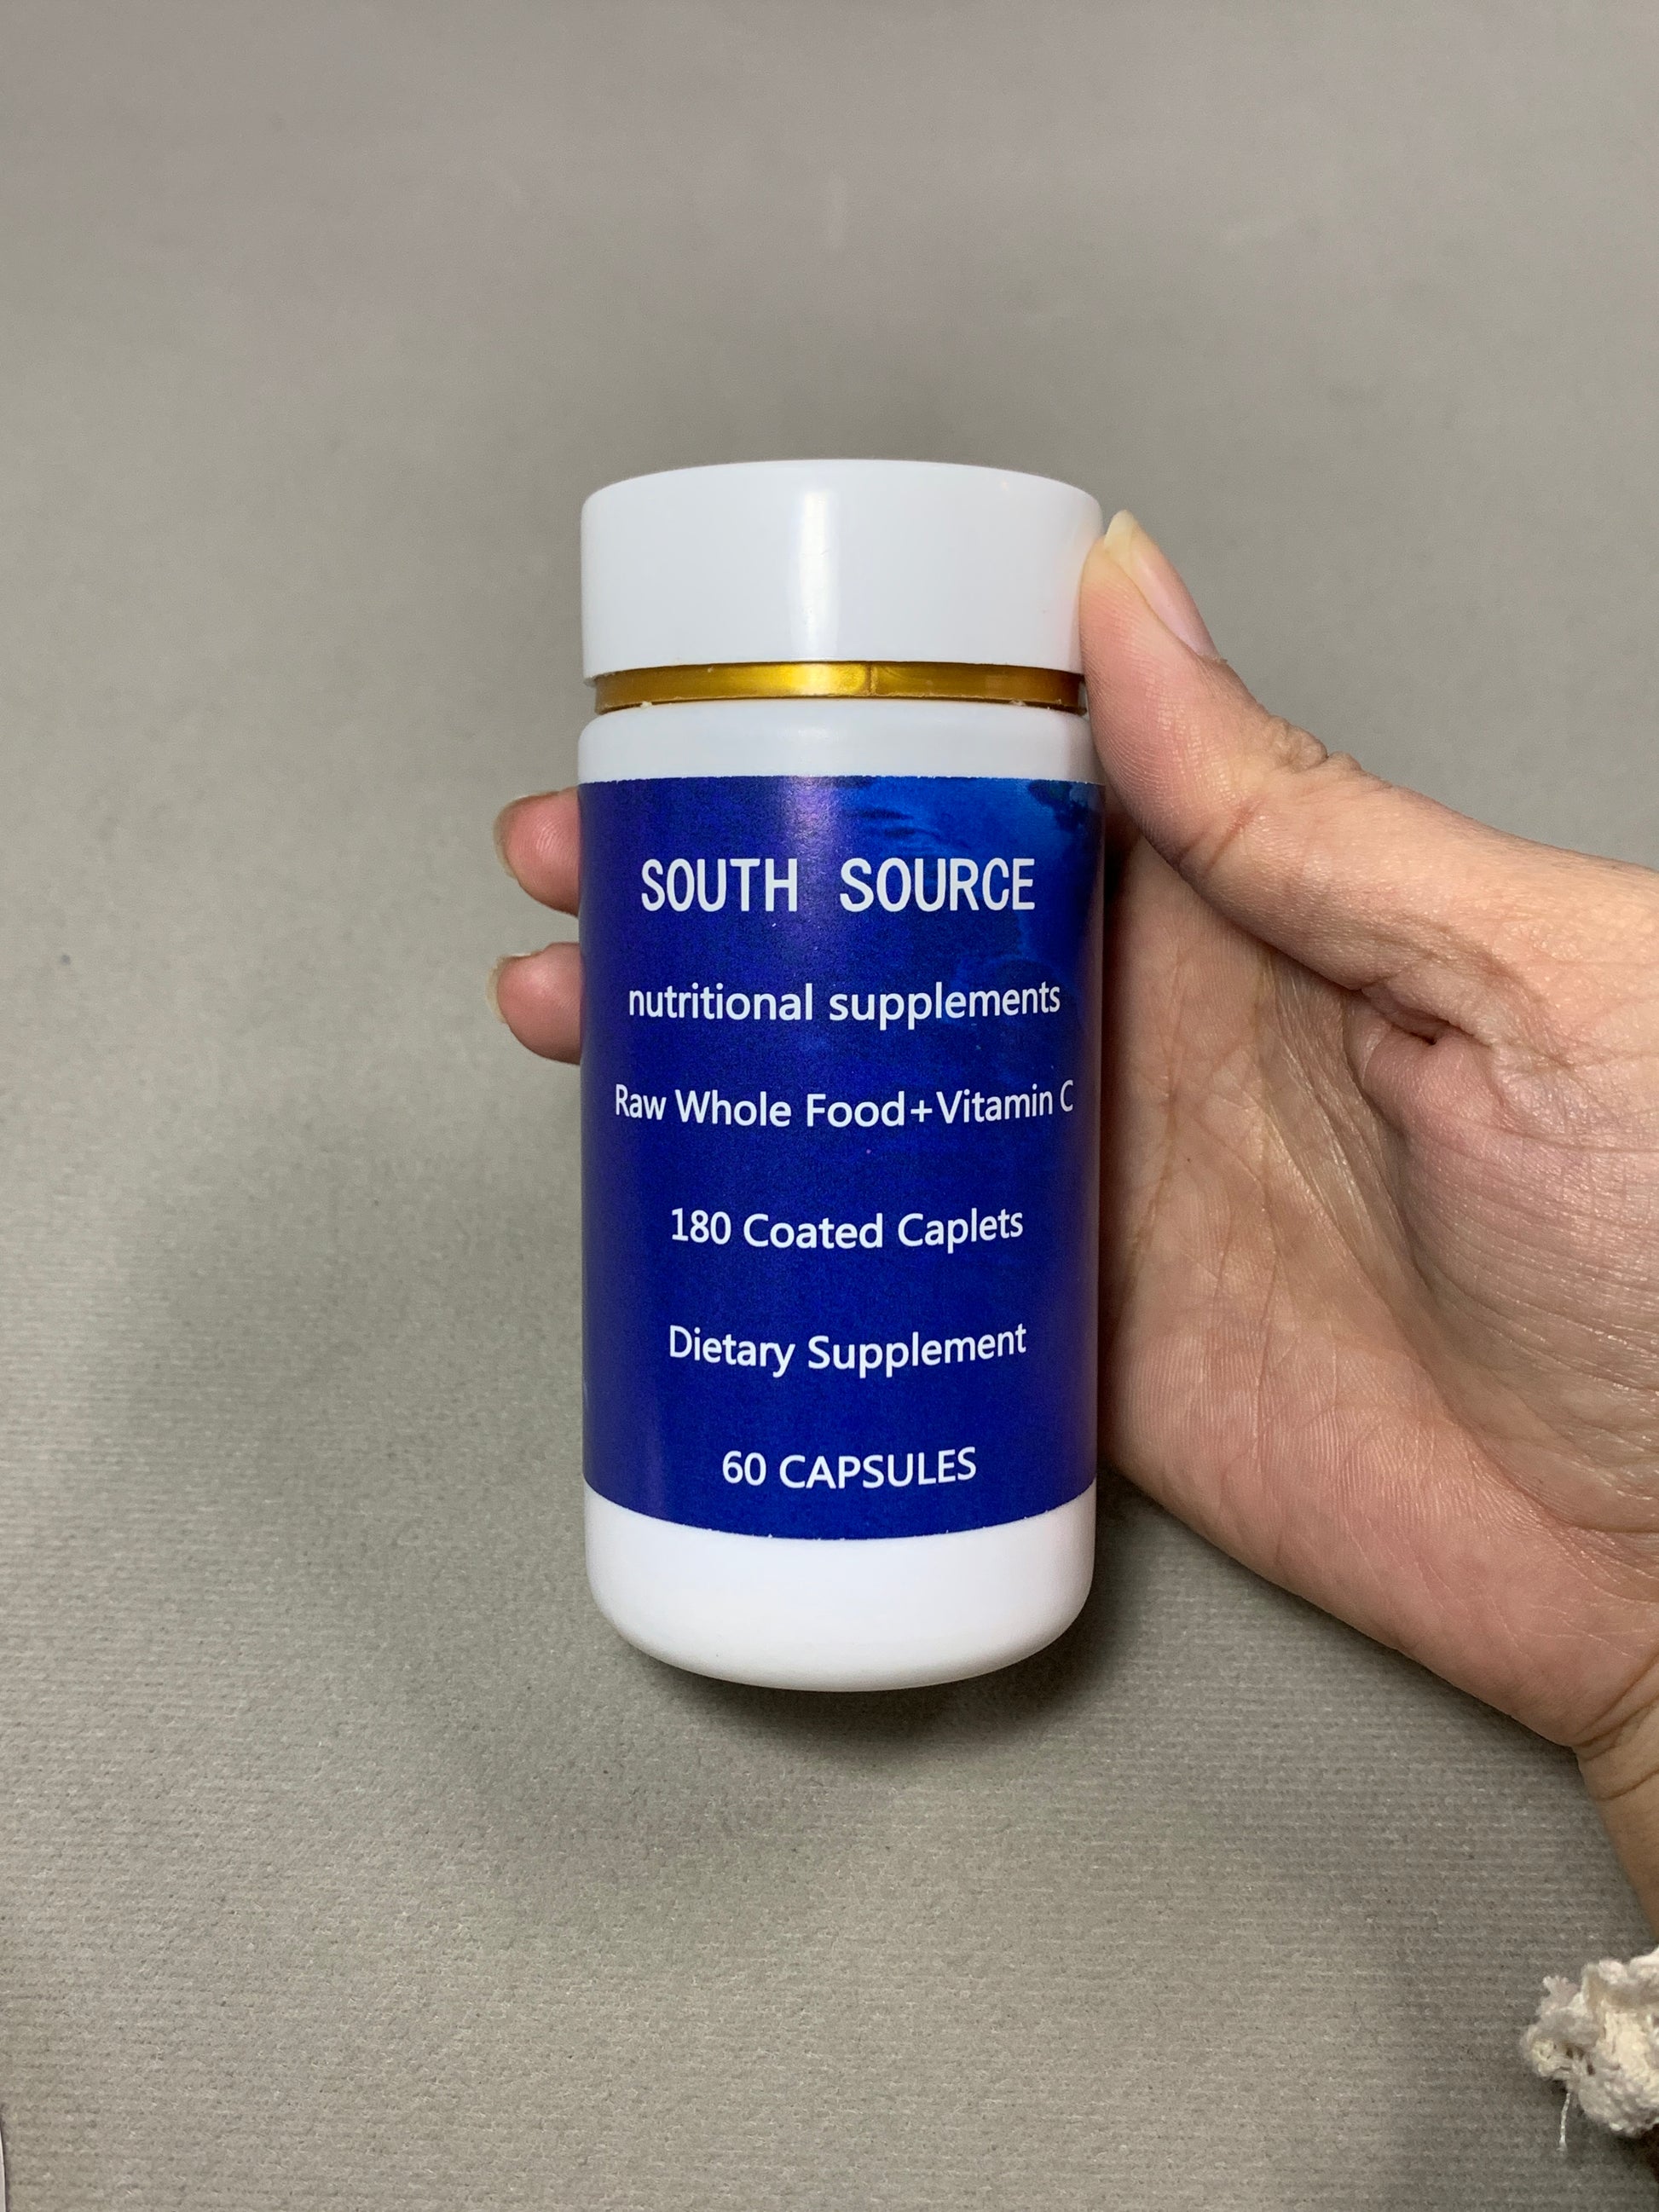 SOUTH SOURCE
nutritional supplements
Raw Whole Food+Vitamin C
180 Coated Caplets
Dietary Supplement
60 CAPSULES